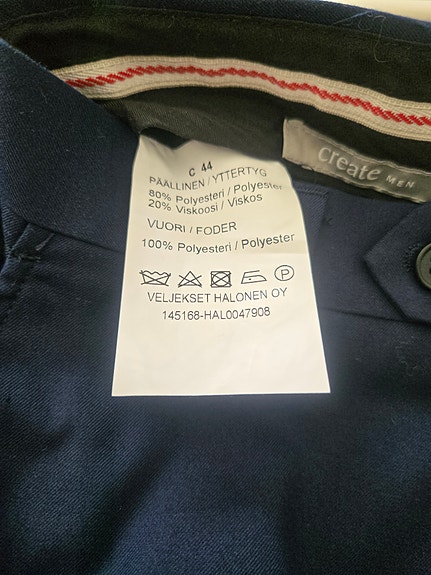 create MEN
C 44
PÄÄLLINEN / YTTERTYG
80% Polyesteri / Polyester
20% Viskoosi / Viskos
VUORI / FODER
100% Polyesteri / Polyester
P
VELJEKSET HALONEN OY
145168-HAL0047908